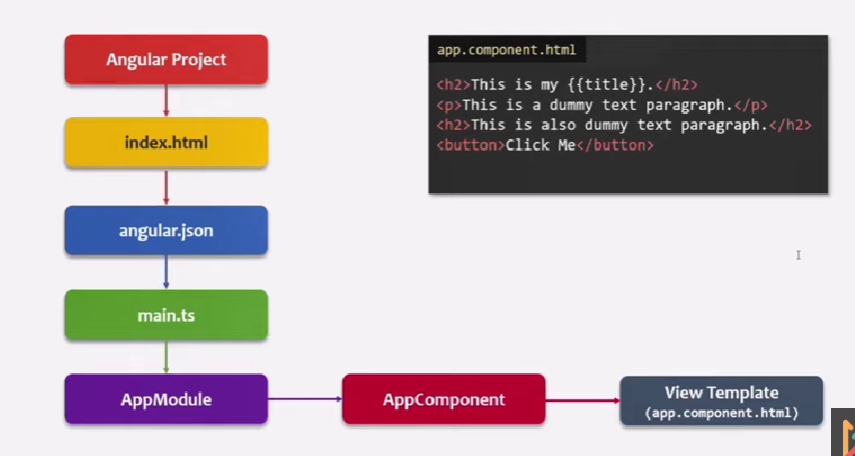 Angular Project
index.html
angular.json
main.ts
AppModule
AppComponent
View Template
(app.component.html)
app.component.html
<h2>This is my {{title}}.</h2>
<p>This is a dummy text paragraph.</p>
<h2>This is also dummy text paragraph.</h2>
<button>Click Me</button>